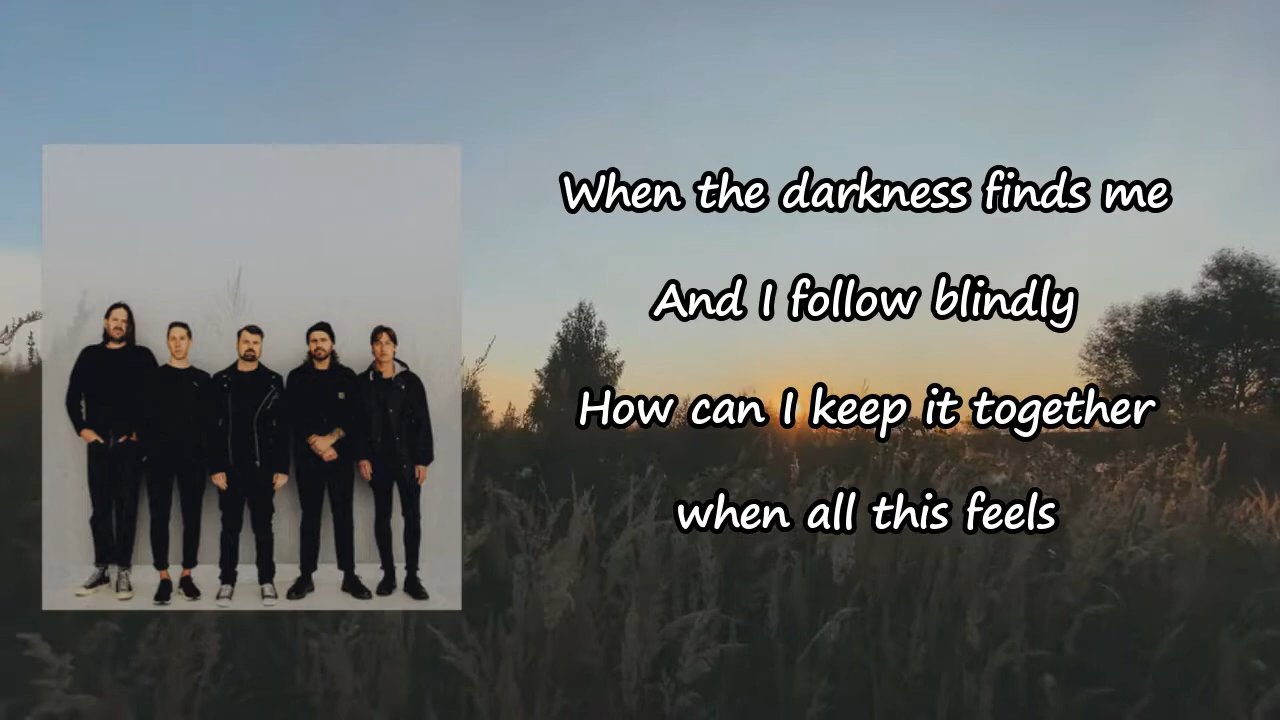 When the darkness finds me
And I follow blindly
How can I keep it together
when all this feels